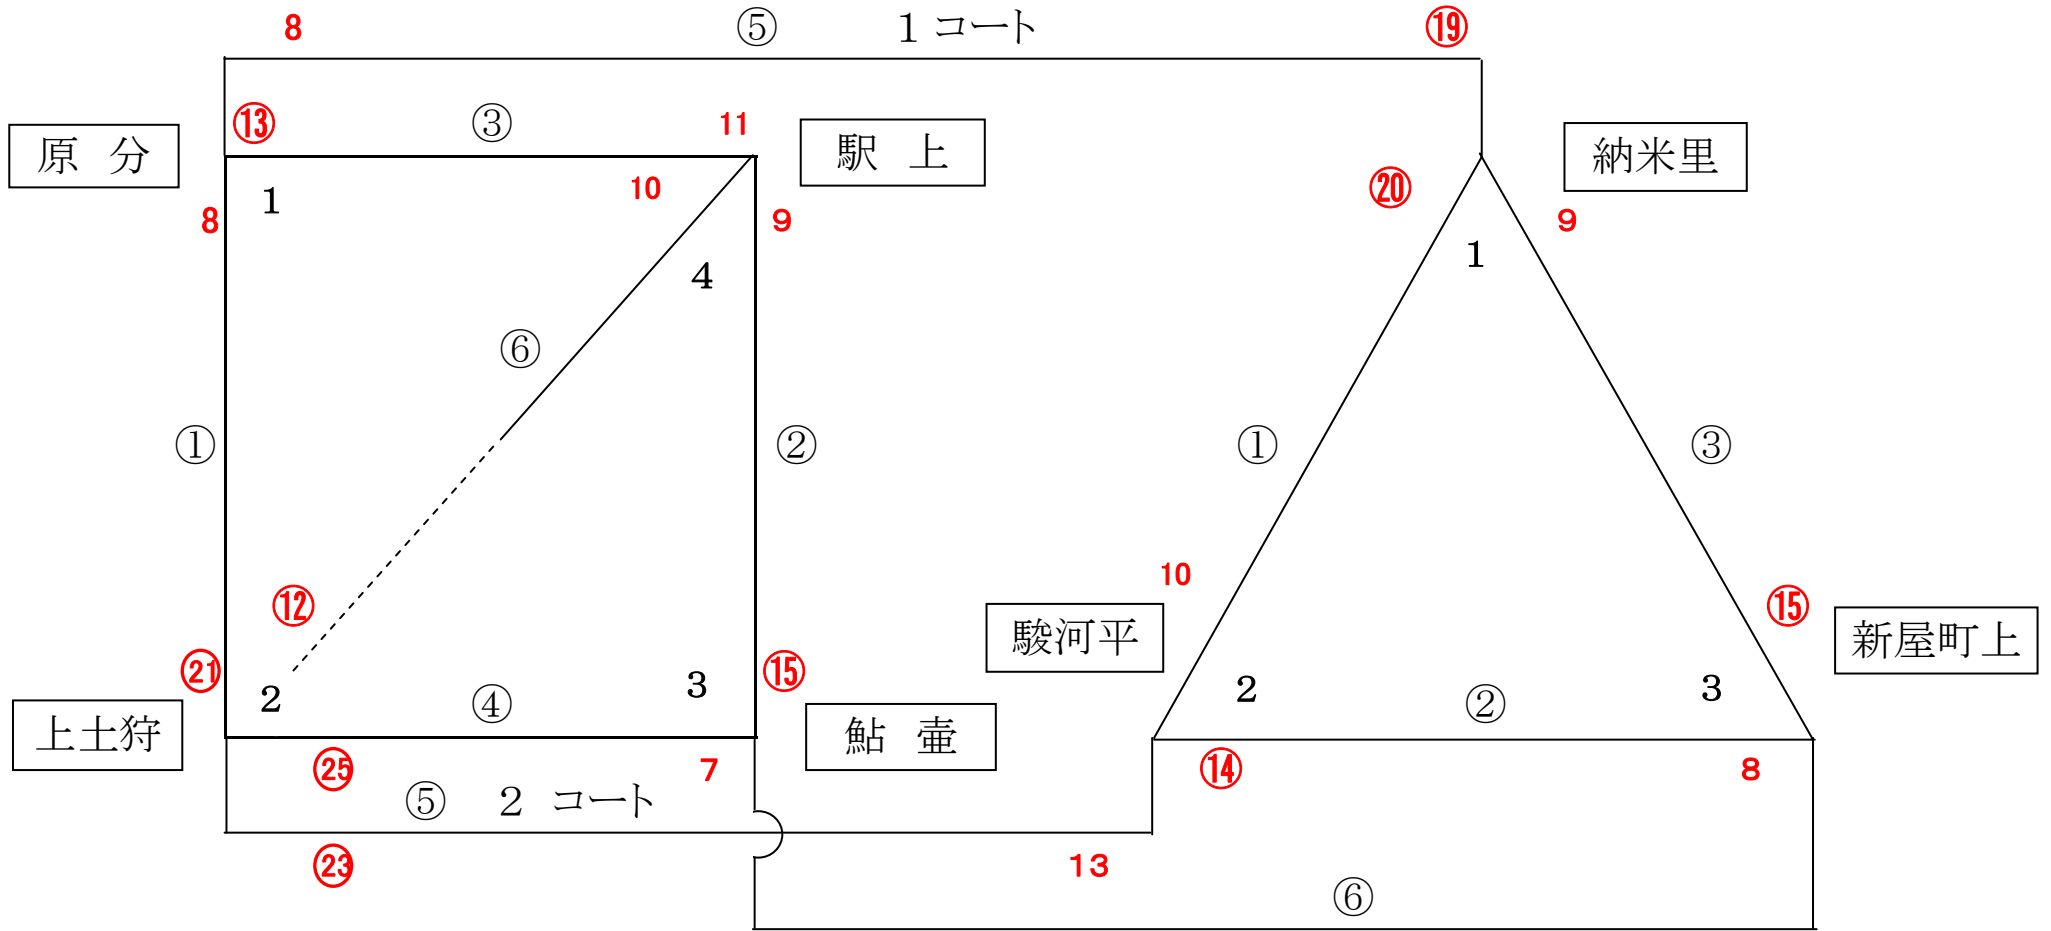 8 ⑤ 1 コート ⑲
⑬ ③ 11
原 分 駅 上 納米里
1 10 ⑳
8 9 9
4 1
⑥
① ② ① ③
10
⑫ ⑮
駿河平 新屋町上
㉑ ⑮
2 3 2 3
④ ②
上土狩 鮎 壷
㉕ 7 ⑭ 8
⑤ 2 コート
㉓ 13
⑥